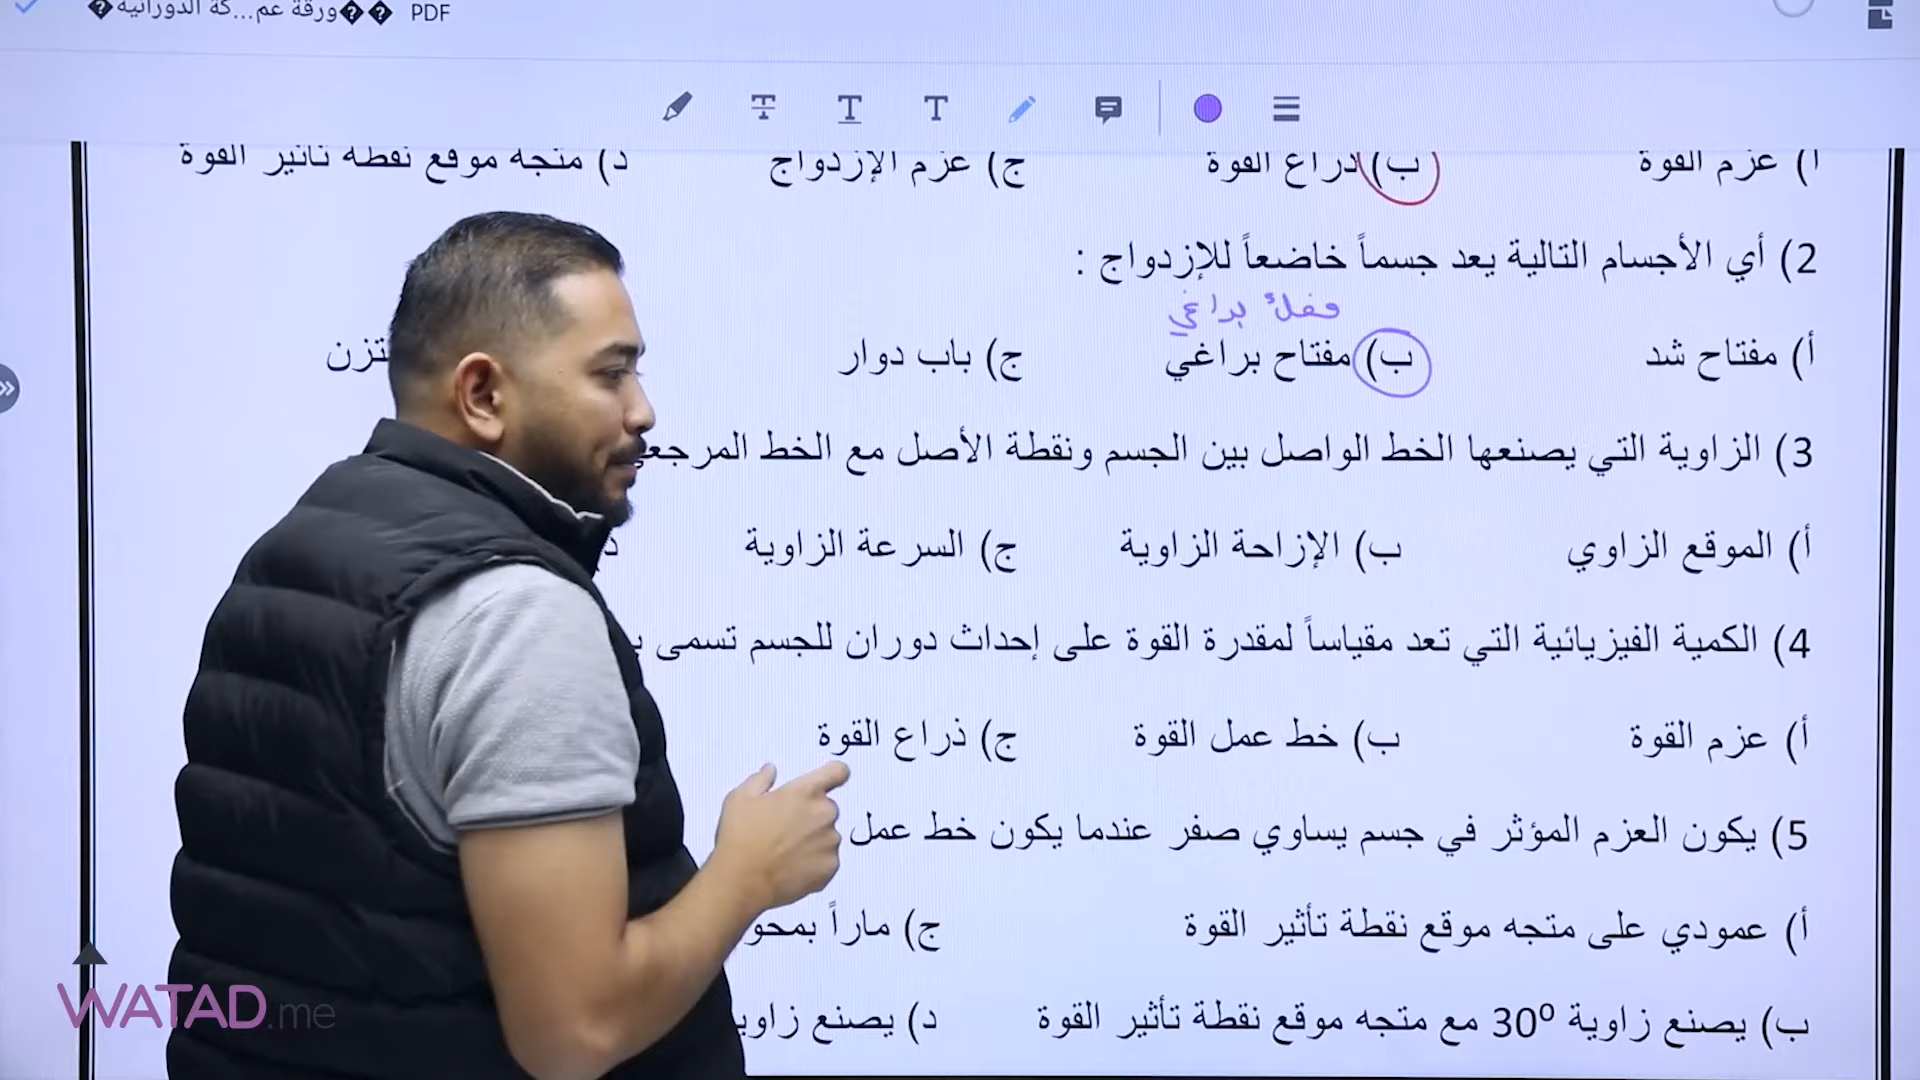 ورقة عم...كة الدورانية PDF
أ) عزم القوة ب) ذراع القوة ج) عزم الإزدواج د) متجه موقع نقطة تأثير القوة
2) أي الأجسام التالية يعد جسماً خاضعاً للإزدواج :
مفك براغي
أ) مفتاح شد ب) مفتاح براغي ج) باب دوار تزن
3) الزاوية التي يصنعها الخط الواصل بين الجسم ونقطة الأصل مع الخط المرجع
أ) الموقع الزاوي ب) الإزاحة الزاوية ج) السرعة الزاوية د
4) الكمية الفيزيائية التي تعد مقياساً لمقدرة القوة على إحداث دوران للجسم تسمى
أ) عزم القوة ب) خط عمل القوة ج) ذراع القوة
5) يكون العزم المؤثر في جسم يساوي صفر عندما يكون خط عمل
أ) عمودي على متجه موقع نقطة تأثير القوة ج) ماراً بمحو
ب) يصنع زاوية 30º مع متجه موقع نقطة تأثير القوة د) يصنع زاوي
WATAD.me